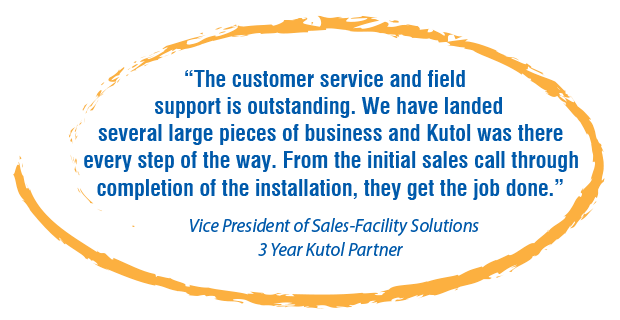 “The customer service and field
support is outstanding. We have landed
several large pieces of business and Kutol was there
every step of the way. From the initial sales call through
completion of the installation, they get the job done.”
Vice President of Sales-Facility Solutions
3 Year Kutol Partner